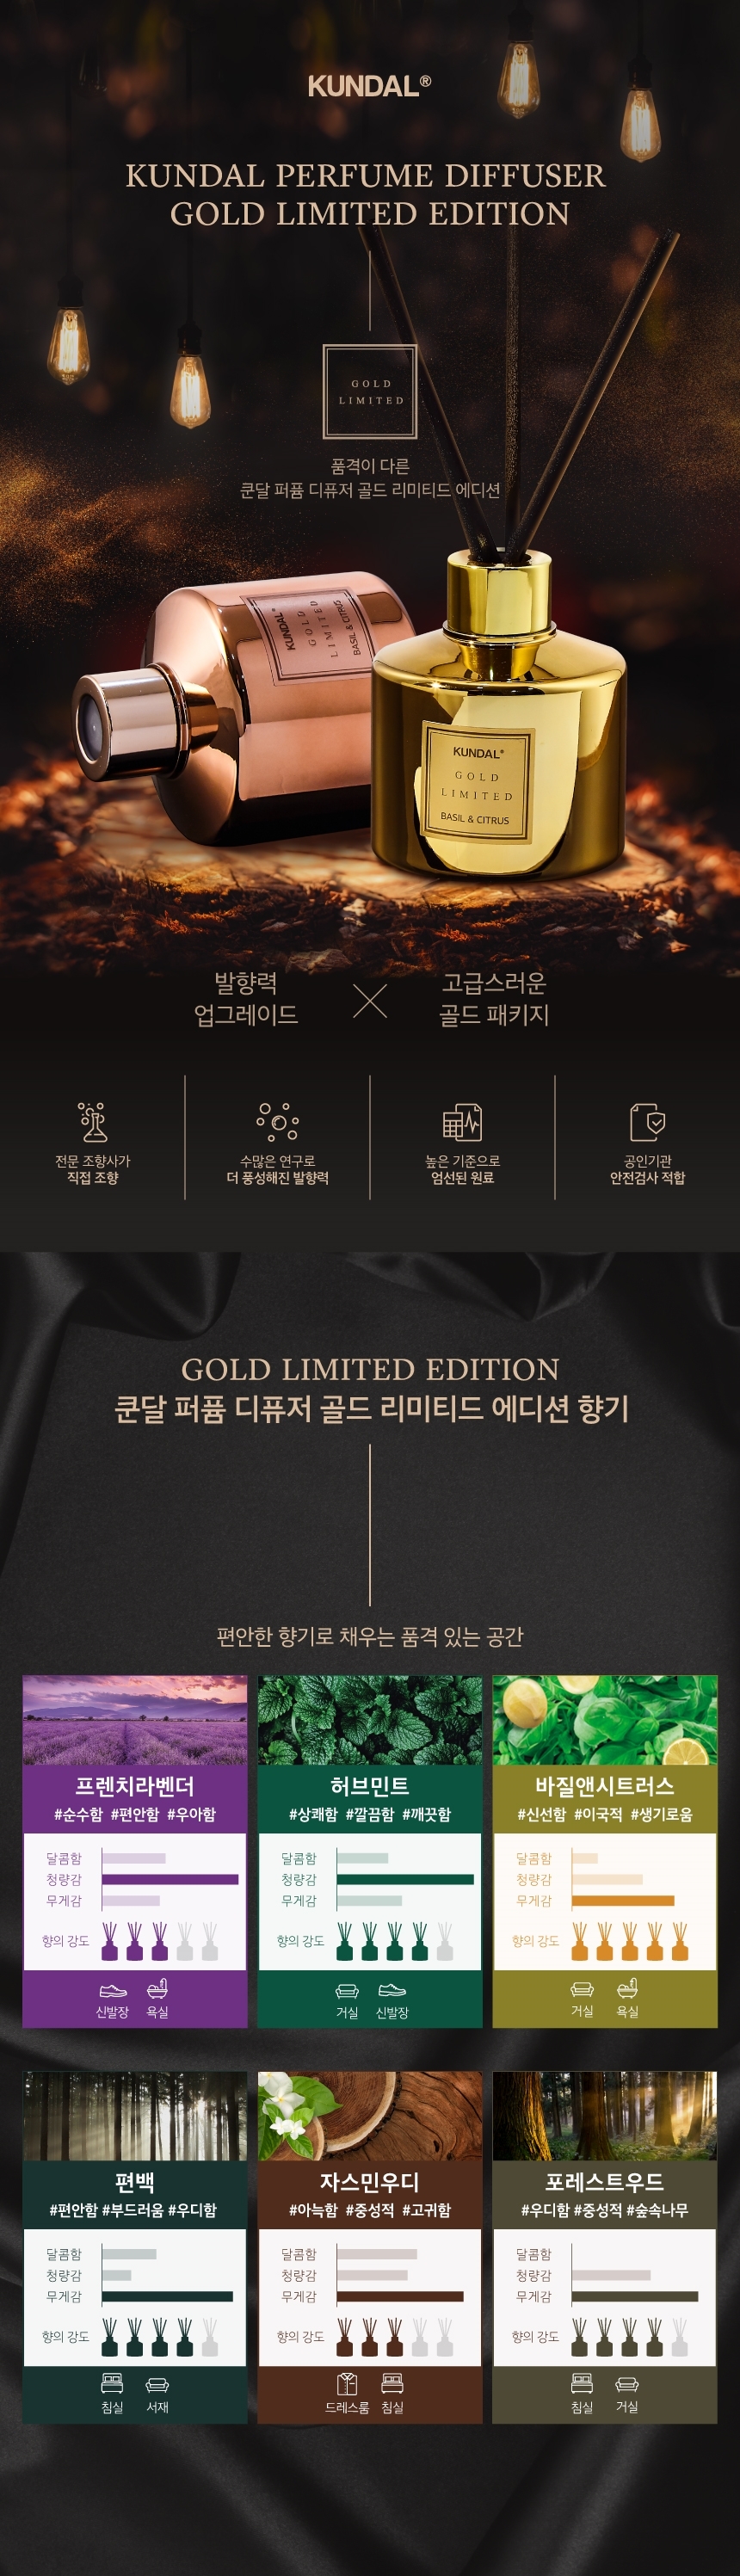 KUNDAL®
KUNDAL PERFUME DIFFUSER
GOLD LIMITED EDITION
GOLD
LIMITED
품격이 다른
쿤달 퍼퓸 디퓨저 골드 리미티드 에디션
KUNDAL®
GOLD
LIMITED
BASIL & CITRUS
KUNDAL®
GOLD
LIMITED
BASIL & CITRUS
발향력
업그레이드
고급스러운
골드 패키지
전문 조향사가
직접 조향
수많은 연구로
더 풍성해진 발향력
높은 기준으로
엄선된 원료
공인기관
안전검사 적합
GOLD LIMITED EDITION
쿤달 퍼퓸 디퓨저 골드 리미티드 에디션 향기
편안한 향기로 채우는 품격 있는 공간
프렌치라벤더
#순수함 #편안함 #우아함
달콤함
청량감
무게감
향의 강도
신발장 욕실
허브민트
#상쾌함 #깔끔함 #깨끗함
달콤함
청량감
무게감
향의 강도
거실 신발장
바질앤시트러스
#신선함 #이국적 #생기로움
달콤함
청량감
무게감
향의 강도
거실 욕실
편백
#편안함 #부드러움 #우디함
달콤함
청량감
무게감
향의 강도
침실 서재
자스민우디
#아늑함 #중성적 #고귀함
달콤함
청량감
무게감
향의 강도
드레스룸 침실
포레스트우드
#우디함 #중성적 #숲속나무
달콤함
청량감
무게감
향의 강도
침실 거실